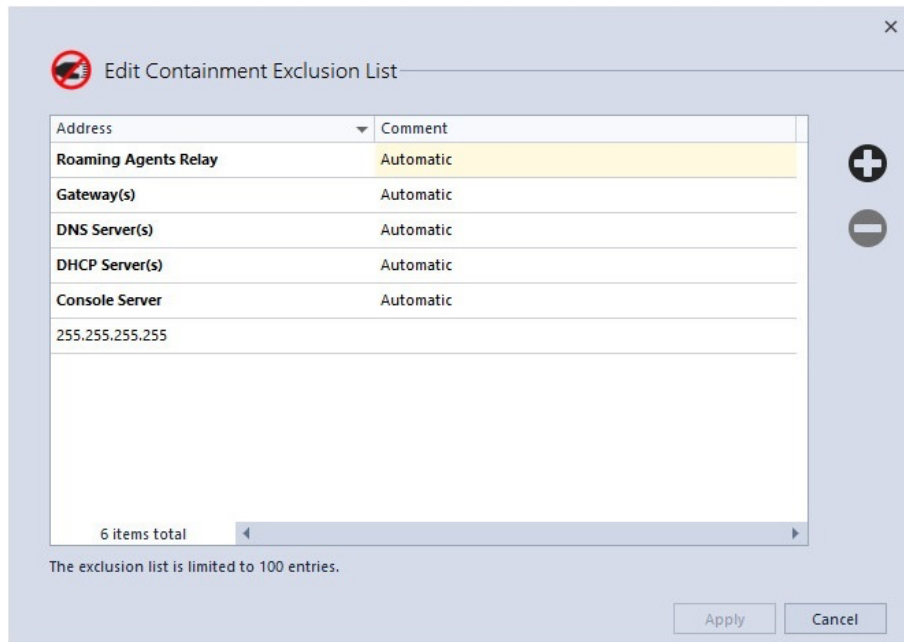 Edit Containment Exclusion List
Address Comment
Roaming Agents Relay Automatic
Gateway(s) Automatic
DNS Server(s) Automatic
DHCP Server(s) Automatic
Console Server Automatic
255.255.255.255
6 items total
The exclusion list is limited to 100 entries.
Apply Cancel